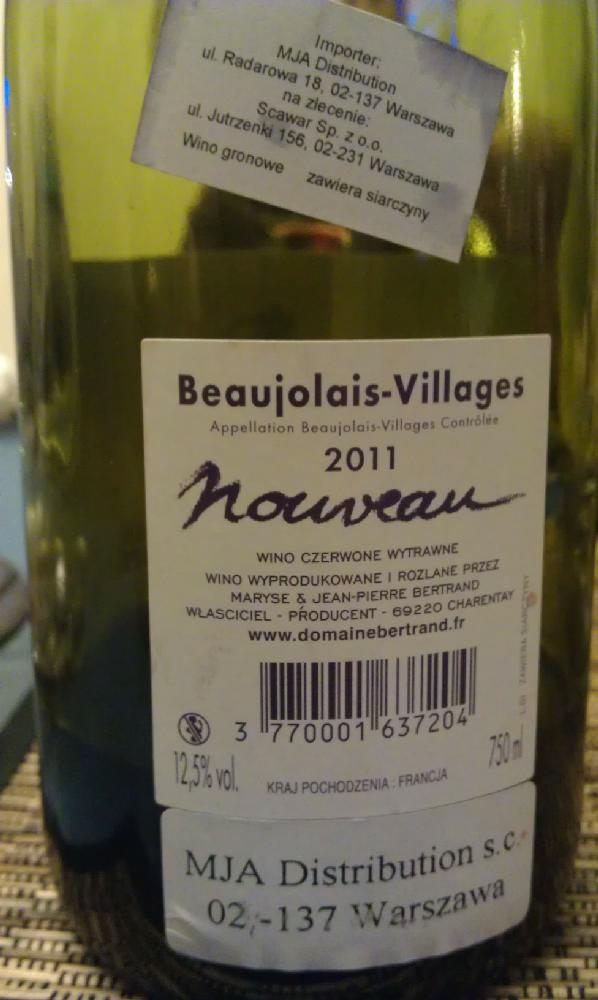 Importer:
MJA Distribution
ul. Radarowa 18, 02-137 Warszawa
na zlecenie:
Scawar Sp. z o.o.
ul. Jutrzenki 156, 02-231 Warszawa
Wino gronowe zawiera siarczyny
Beaujolais-Villages
Appellation Beaujolais-Villages Contrôlée
2011
Nouveau
WINO CZERWONE WYTRAWNE
WINO WYPRODUKOWANE I ROZLANE PRZEZ
MARYSE & JEAN-PIERRE BERTRAND
WŁASCICIEL - PRODUCENT - 69220 CHARENTAY
www.domainebertrand.fr
ZAWIERA SIARCZYNY
3 770001 637204
12,5% vol.
750 ml
KRAJ POCHODZENIA : FRANCJA
MJA Distribution s.c.
02,-137 Warszawa